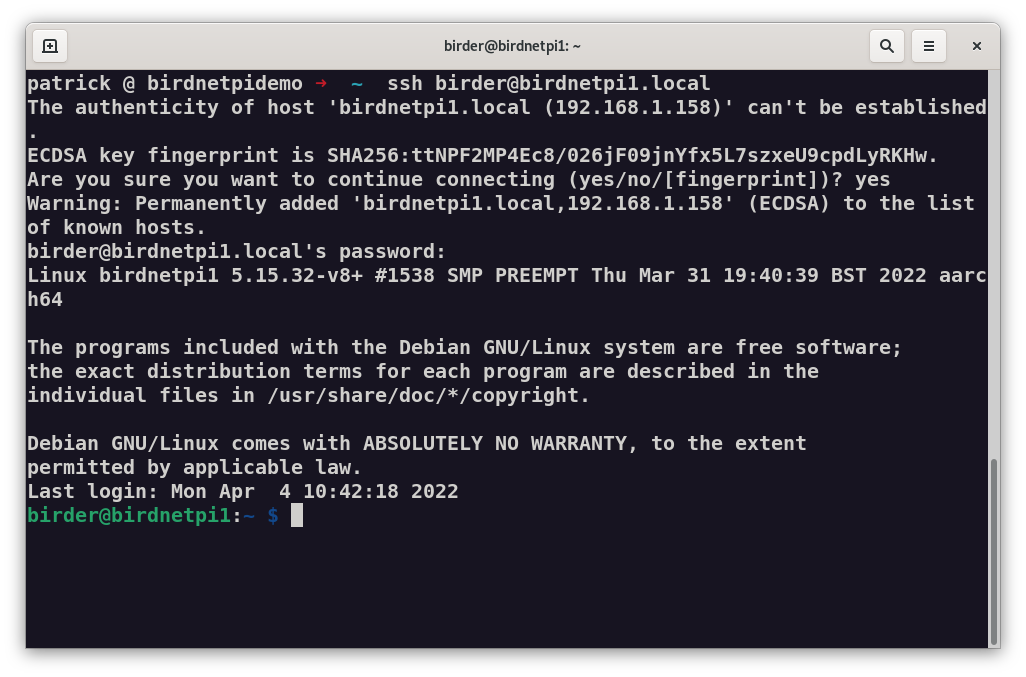 birder@birdnetpi1: ~
patrick @ birdnetpidemo ➜  ~  ssh birder@birdnetpi1.local
The authenticity of host 'birdnetpi1.local (192.168.1.158)' can't be established
.
ECDSA key fingerprint is SHA256:ttNPF2MP4Ec8/026jF09jnYfx5L7szxeU9cpdLyRKHw.
Are you sure you want to continue connecting (yes/no/[fingerprint])? yes
Warning: Permanently added 'birdnetpi1.local,192.168.1.158' (ECDSA) to the list
of known hosts.
birder@birdnetpi1.local's password:
Linux birdnetpi1 5.15.32-v8+ #1538 SMP PREEMPT Thu Mar 31 19:40:39 BST 2022 aarc
h64
The programs included with the Debian GNU/Linux system are free software;
the exact distribution terms for each program are described in the
individual files in /usr/share/doc/*/copyright.
Debian GNU/Linux comes with ABSOLUTELY NO WARRANTY, to the extent
permitted by applicable law.
Last login: Mon Apr  4 10:42:18 2022
birder@birdnetpi1:~ $